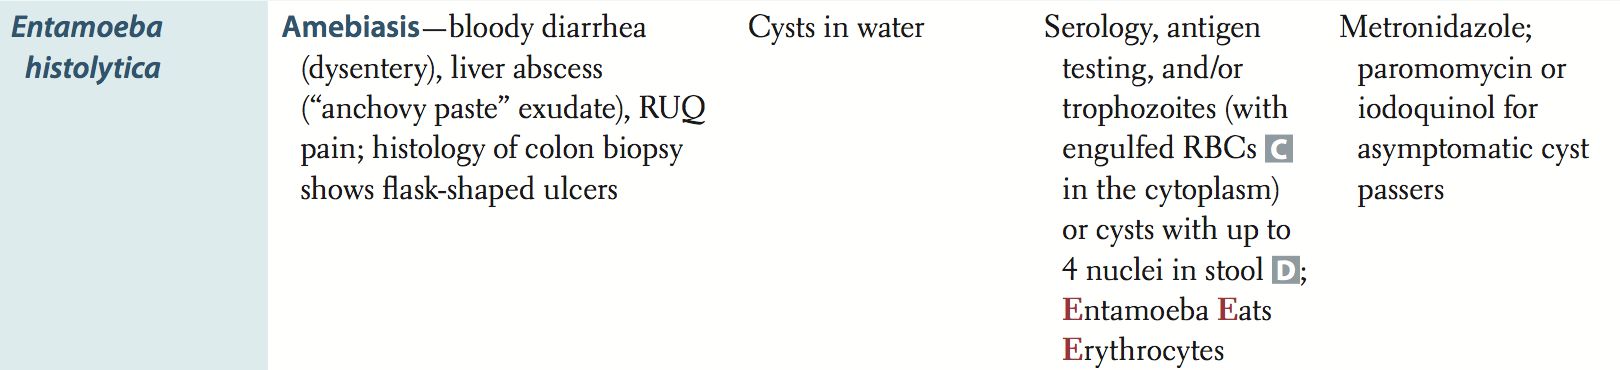 Entamoeba
histolytica
Amebiasis—bloody diarrhea
(dysentery), liver abscess
(“anchovy paste” exudate), RUQ
pain; histology of colon biopsy
shows flask-shaped ulcers
Cysts in water
Serology, antigen
testing, and/or
trophozoites (with
engulfed RBCs C
in the cytoplasm)
or cysts with up to
4 nuclei in stool D;
Entamoeba Eats
Erythrocytes
Metronidazole;
paromomycin or
iodoquinol for
asymptomatic cyst
passers